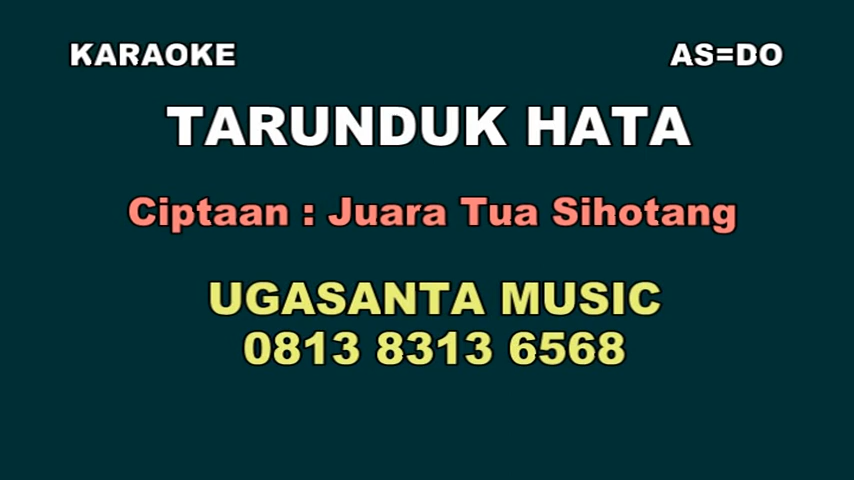 KARAOKE AS=DO
TARUNDUK HATA
Ciptaan : Juara Tua Sihotang
UGASANTA MUSIC
0813 8313 6568